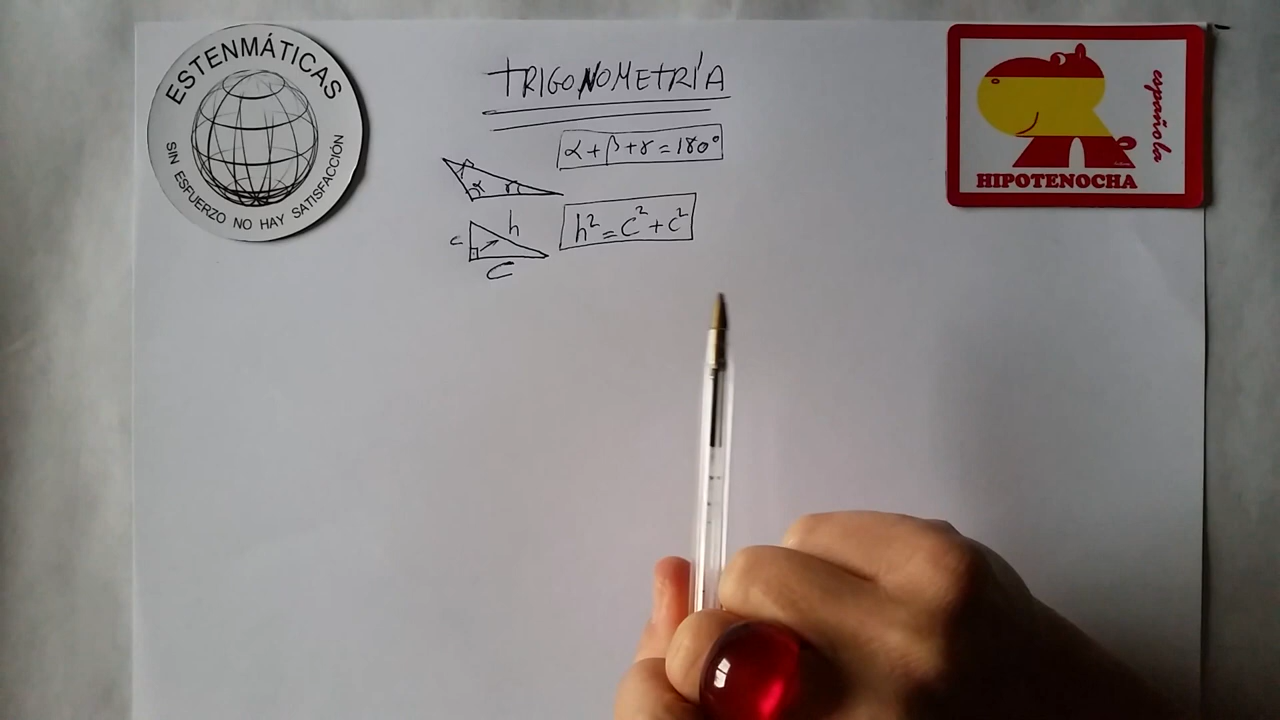 ESTENMÁTICAS
SIN ESFUERZO NO HAY SATISFACCIÓN
TRIGONOMETRÍA
α+β+γ=180°
β
α
γ
h²=c²+c²
c
h
C
española
HIPOTENOCHA